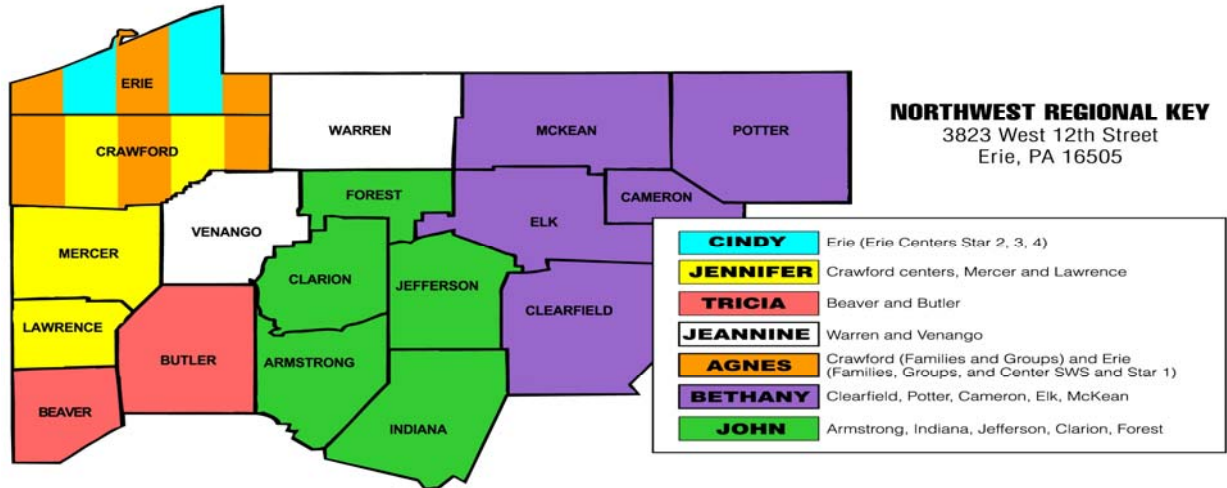 ERIE
CRAWFORD
WARREN
MCKEAN
POTTER
FOREST
CAMERON
VENANGO
ELK
MERCER
CLARION
JEFFERSON
CLEARFIELD
LAWRENCE
BUTLER
ARMSTRONG
BEAVER
INDIANA
NORTHWEST REGIONAL KEY
3823 West 12th Street
Erie, PA 16505
CINDY Erie (Erie Centers Star 2, 3, 4)
JENNIFER Crawford centers, Mercer and Lawrence
TRICIA Beaver and Butler
JEANNINE Warren and Venango
AGNES Crawford (Families and Groups) and Erie
(Families, Groups, and Center SWS and Star 1)
BETHANY Clearfield, Potter, Cameron, Elk, McKean
JOHN Armstrong, Indiana, Jefferson, Clarion, Forest